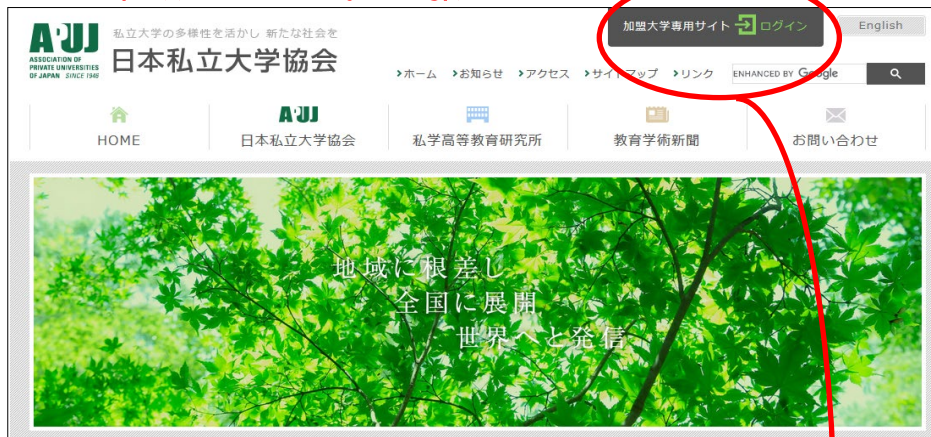 加盟大学専用サイト ログイン
English
私立大学の多様性を活かし 新たな社会を
APUJ
ASSOCIATION OF
PRIVATE UNIVERSITIES
OF JAPAN SINCE 1946
日本私立大学協会
ホーム お知らせ アクセス サイトマップ リンク
ENHANCED BY Google
HOME
APUJ
日本私立大学協会
私学高等教育研究所
教育学術新聞
お問い合わせ
地域に根差し
全国に展開
世界へと発信